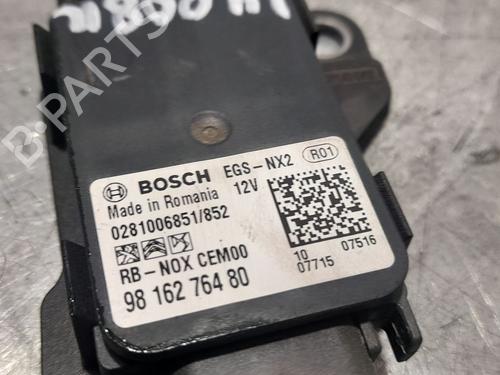 BOSCH EGS-NX2 R01
Made in Romania 12V
0281006851/852
RB-NOX CEM00
98 162 764 80
10 07516
07715